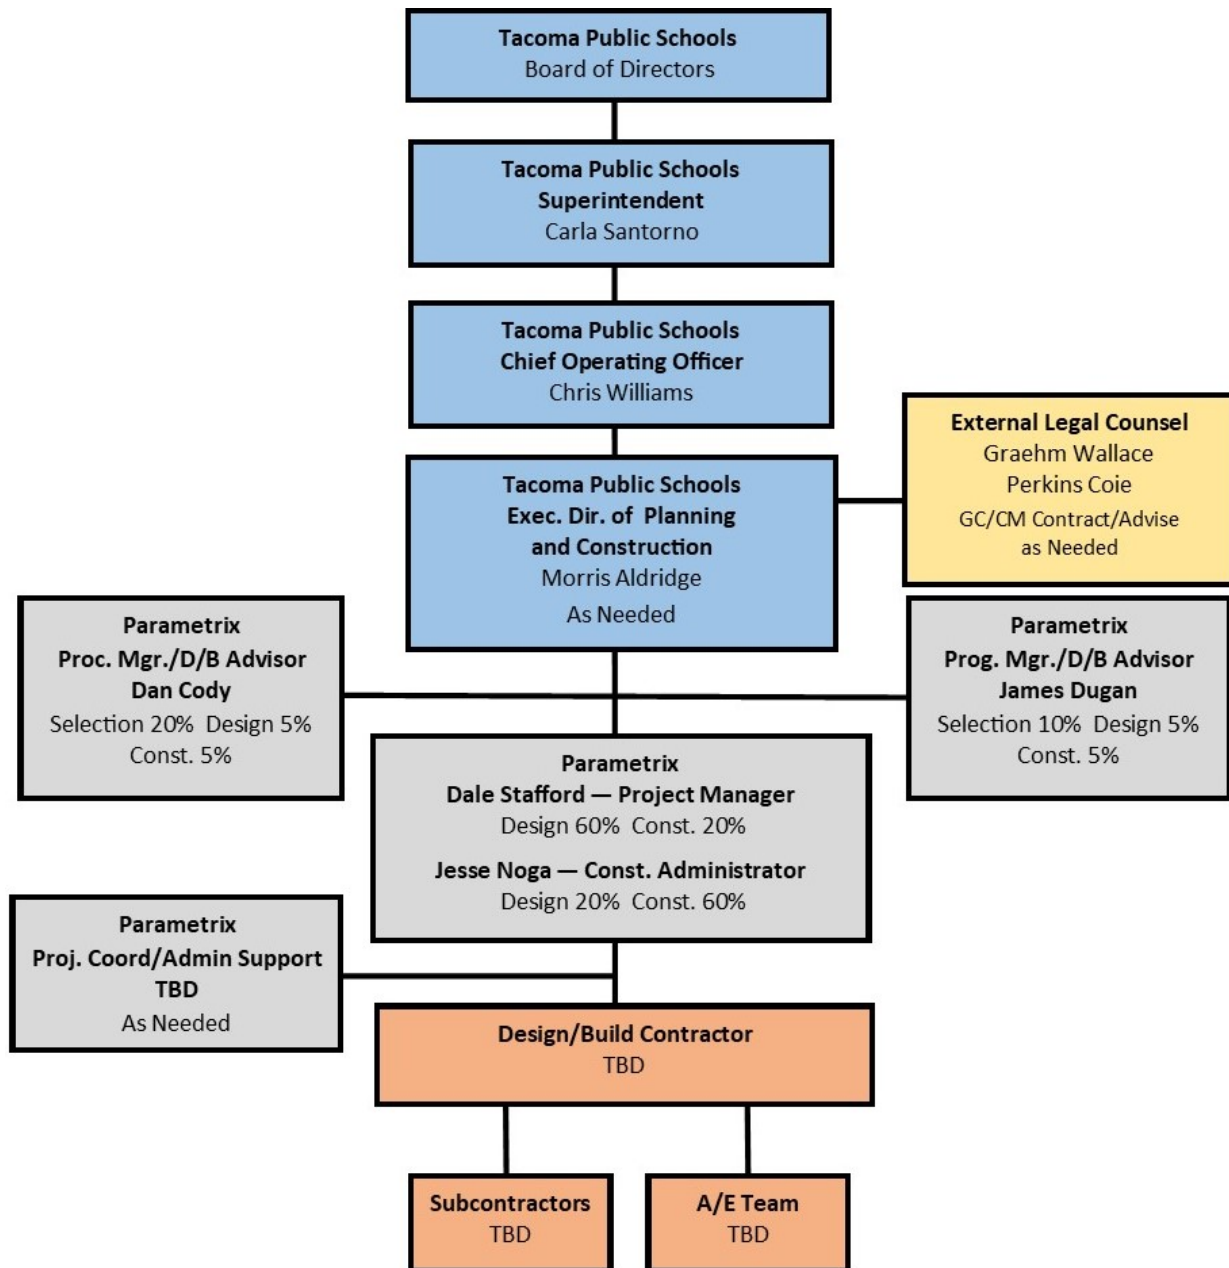 Tacoma Public Schools
Board of Directors
Tacoma Public Schools
Superintendent
Carla Santorno
Tacoma Public Schools
Chief Operating Officer
Chris Williams
External Legal Counsel
Graehm Wallace
Perkins Coie
GC/CM Contract/Advise
as Needed
Tacoma Public Schools
Exec. Dir. of Planning
and Construction
Morris Aldridge
As Needed
Parametrix
Proc. Mgr./D/B Advisor
Dan Cody
Selection 20% Design 5%
Const. 5%
Parametrix
Prog. Mgr./D/B Advisor
James Dugan
Selection 10% Design 5%
Const. 5%
Parametrix
Dale Stafford — Project Manager
Design 60% Const. 20%
Jesse Noga — Const. Administrator
Design 20% Const. 60%
Parametrix
Proj. Coord/Admin Support
TBD
As Needed
Design/Build Contractor
TBD
Subcontractors
TBD
A/E Team
TBD